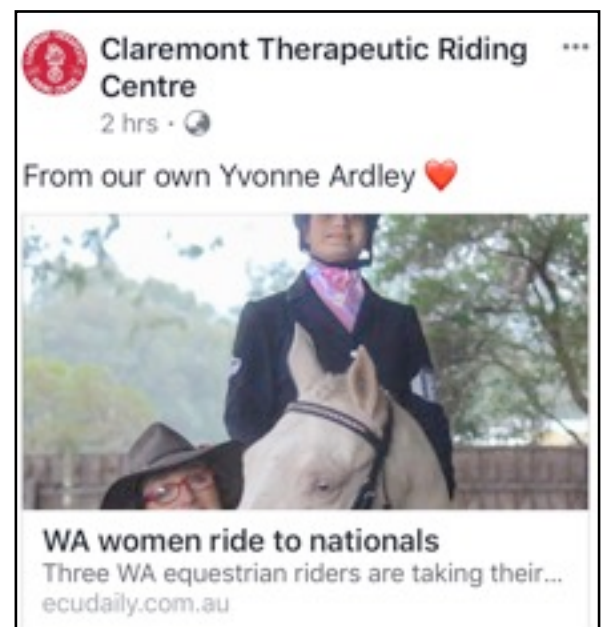 Claremont Therapeutic Riding
Centre
2 hrs ·
From our own Yvonne Ardley ❤️
WA women ride to nationals
Three WA equestrian riders are taking their...
ecudaily.com.au